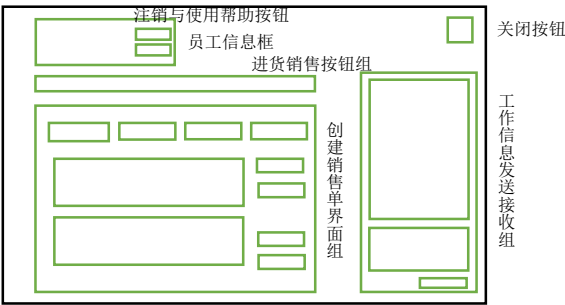 注销与使用帮助按钮
关闭按钮
员工信息框
进货销售按钮组
创建销售单界面组
工作信息发送接收组